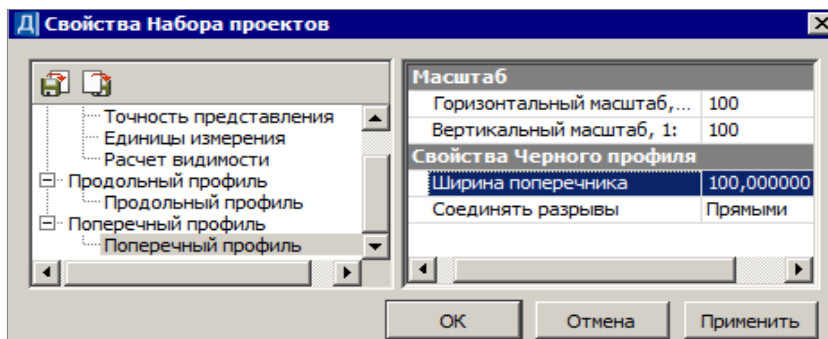 Д Свойства Набора проектов
Точность представления
Единицы измерения
Расчет видимости
Продольный профиль
Продольный профиль
Поперечный профиль
Поперечный профиль
Масштаб
Горизонтальный масштаб,... 100
Вертикальный масштаб, 1: 100
Свойства Черного профиля
Ширина поперечника 100,000000
Соединять разрывы Прямыми
ОК Отмена Применить